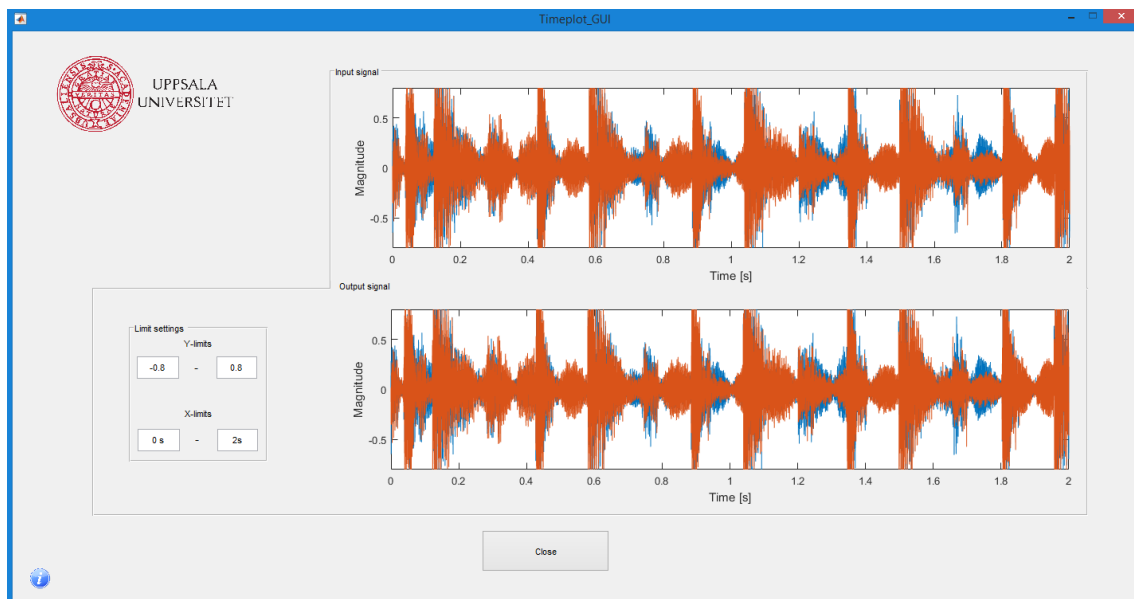 Timeplot_GUI
UPPSALA
UNIVERSITET
Input signal
0.5
0
-0.5
Magnitude
0 0.2 0.4 0.6 0.8 1 1.2 1.4 1.6 1.8 2
Time [s]
Output signal
0.5
0
-0.5
Magnitude
0 0.2 0.4 0.6 0.8 1 1.2 1.4 1.6 1.8 2
Time [s]
Limit settings
Y-limits
-0.8 - 0.8
X-limits
0 s - 2s
Close
i